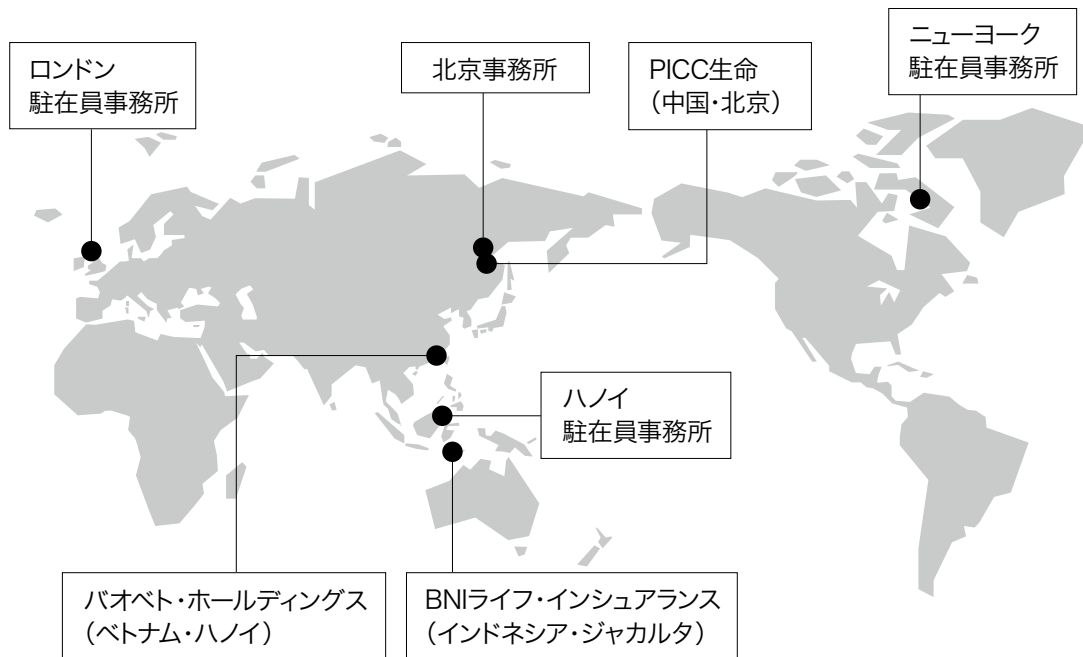 ロンドン
駐在員事務所
北京事務所
PICC生命
（中国・北京）
ニューヨーク
駐在員事務所
ハノイ
駐在員事務所
バオベト・ホールディングス
（ベトナム・ハノイ）
BNIライフ・インシュアランス
（インドネシア・ジャカルタ）